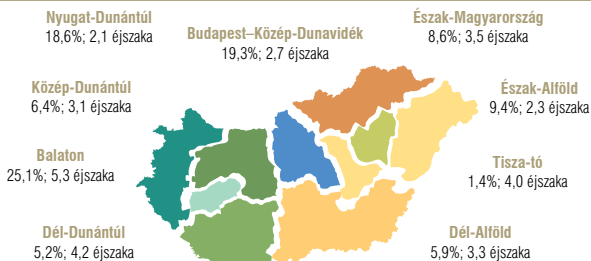 Nyugat-Dunántúl
18,6%; 2,1 éjszaka
Budapest–Közép-Dunavidék
19,3%; 2,7 éjszaka
Észak-Magyarország
8,6%; 3,5 éjszaka
Közép-Dunántúl
6,4%; 3,1 éjszaka
Észak-Alföld
9,4%; 2,3 éjszaka
Balaton
25,1%; 5,3 éjszaka
Tisza-tó
1,4%; 4,0 éjszaka
Dél-Dunántúl
5,2%; 4,2 éjszaka
Dél-Alföld
5,9%; 3,3 éjszaka